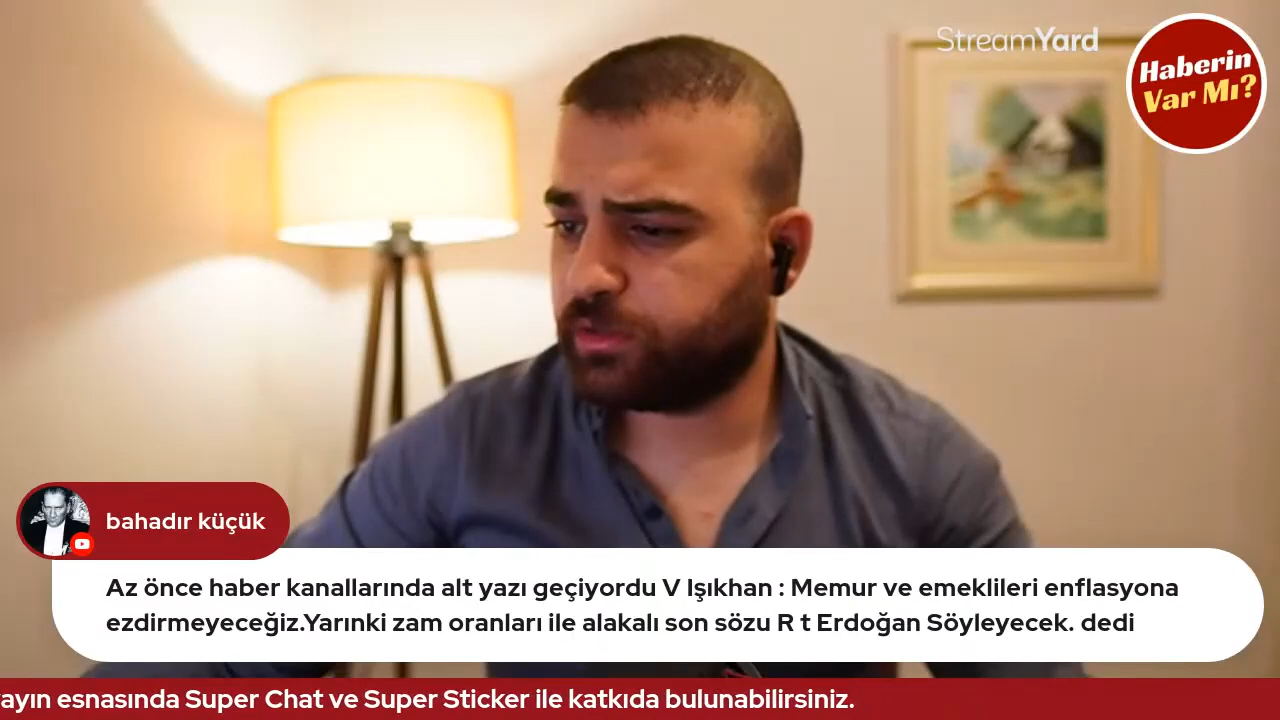 StreamYard
Haberin
Var Mı?
bahadır küçük
Az önce haber kanallarında alt yazı geçiyordu V Işıkhan : Memur ve emeklileri enflasyona
ezdirmeyeceğiz.Yarınki zam oranları ile alakalı son sözu R t Erdoğan Söyleyecek. dedi
esnasında Super Chat ve Super Sticker ile katkıda bulunabilirsiniz.